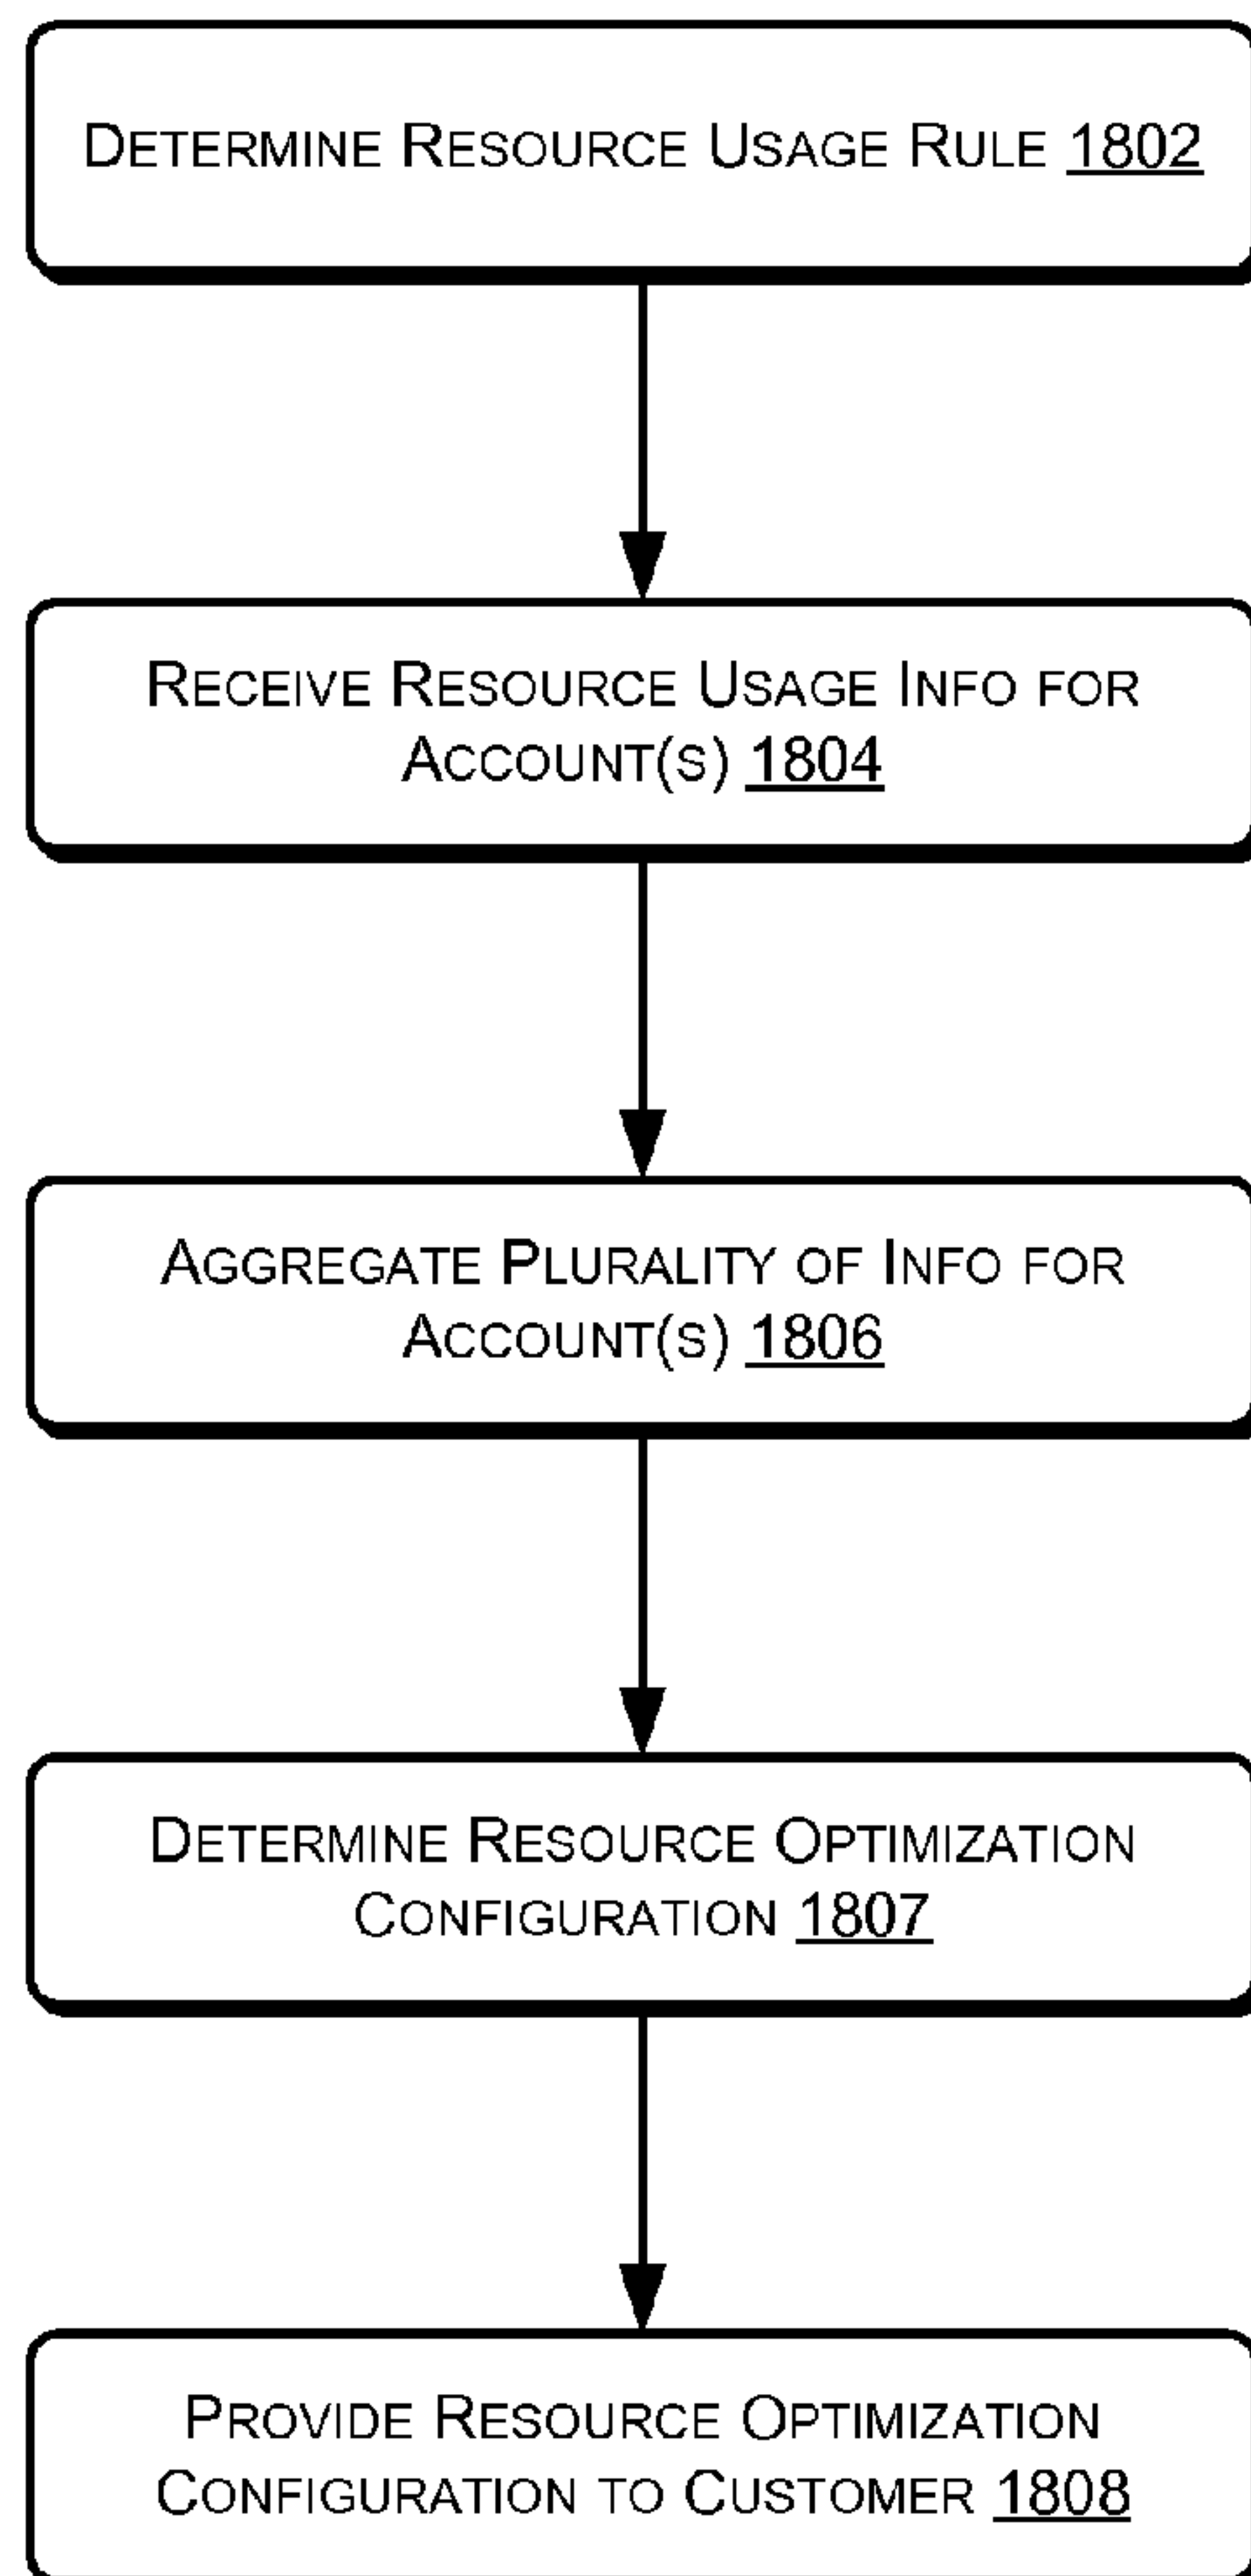 DETERMINE RESOURCE USAGE RULE 1802
RECEIVE RESOURCE USAGE INFO FOR
ACCOUNT(S) 1804
AGGREGATE PLURALITY OF INFO FOR
ACCOUNT(S) 1806
DETERMINE RESOURCE OPTIMIZATION
CONFIGURATION 1807
PROVIDE RESOURCE OPTIMIZATION
CONFIGURATION TO CUSTOMER 1808